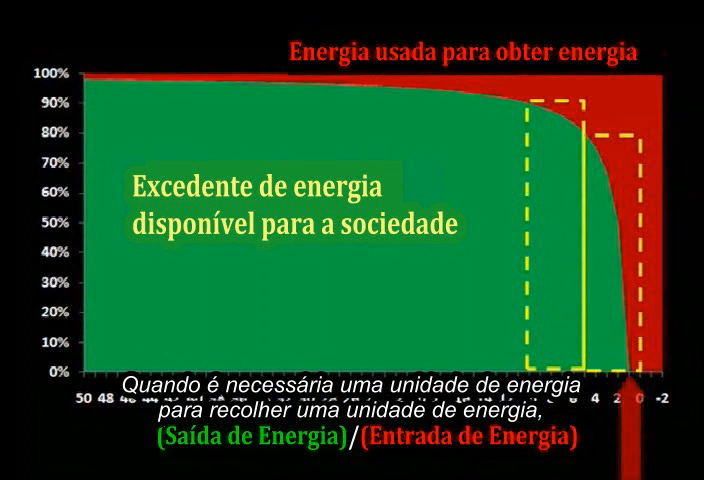 Energia usada para obter energia
100%
90%
80%
70%
60%
50%
40%
30%
20%
10%
0%
Excedente de energia
disponível para a sociedade
50 48 4 2 0 -2
Quando é necessária uma unidade de energia
para recolher uma unidade de energia,
(Saída de Energia)/(Entrada de Energia)